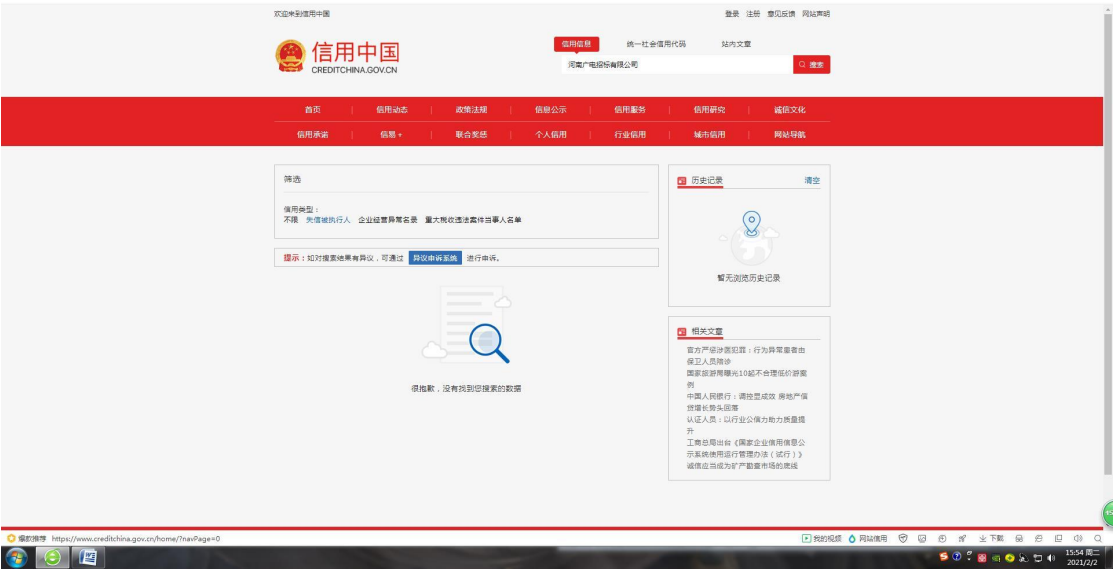 欢迎来到信用中国
登录 注册 意见反馈 网站声明
信用中国
CREDITCHINA.GOV.CN
信用信息 统一社会信用代码 站内文章
河南广电招标有限公司
搜索
首页 信用动态 政策法规 信息公示 信用服务 信用研究 诚信文化
信用承诺 信易+ 联合奖惩 个人信用 行业信用 城市信用 网站导航
筛选
信用类型：
不限 失信被执行人 企业经营异常名录 重大税收违法案件当事人名单
提示：如对搜索结果有异议，可通过 异议申诉系统 进行申诉。
很抱歉，没有找到您搜索的数据
历史记录 清空
暂无浏览历史记录
相关文章
官方严惩涉医犯罪：行为异常患者由
保卫人员陪诊
国家旅游局曝光10起不合理低价游案
例
中国人民银行：调控显成效 房地产信
贷增长势头回落
认证人员：以行业公信力助力质量提
升
工商总局出台《国家企业信用信息公
示系统使用运行管理办法（试行）》
诚信应当成为矿产勘查市场的底线
爆款推荐 https://www.creditchina.gov.cn/home/?navPage=0
我的视频 网站信用 下载
15:54 周二
2021/2/2